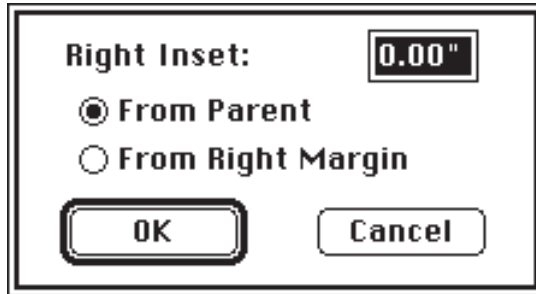 Right Inset: 0.00"
From Parent
From Right Margin
OK Cancel